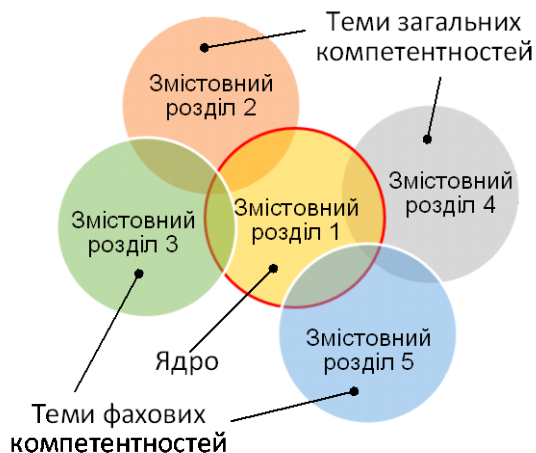 Теми загальних
компетентностей
Змістовний
розділ 2
Змістовний
розділ 4
Змістовний
розділ 3
Змістовний
розділ 1
Змістовний
розділ 5
Ядро
Теми фахових
компетентностей